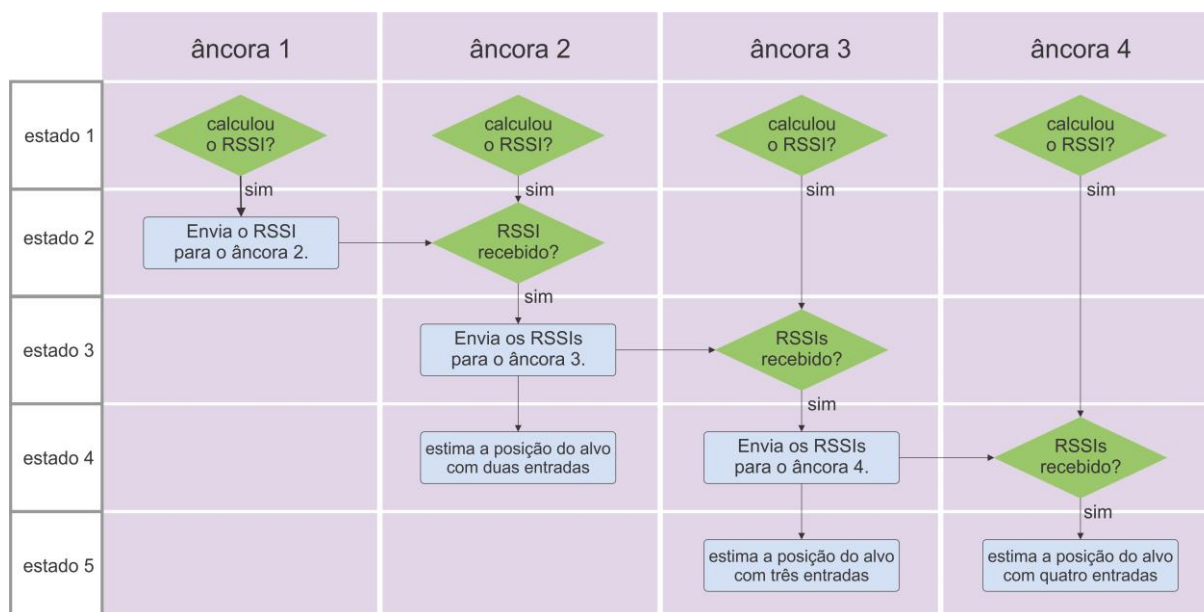 âncora 1
âncora 2
âncora 3
âncora 4
estado 1
calculou
o RSSI?
calculou
o RSSI?
calculou
o RSSI?
calculou
o RSSI?
sim
sim
sim
sim
estado 2
Envia o RSSI
para o âncora 2.
RSSI
recebido?
sim
estado 3
Envia os RSSIs
para o âncora 3.
RSSIs
recebido?
sim
estado 4
estima a posição do alvo
com duas entradas
Envia os RSSIs
para o âncora 4.
RSSIs
recebido?
sim
estado 5
estima a posição do alvo
com três entradas
estima a posição do alvo
com quatro entradas